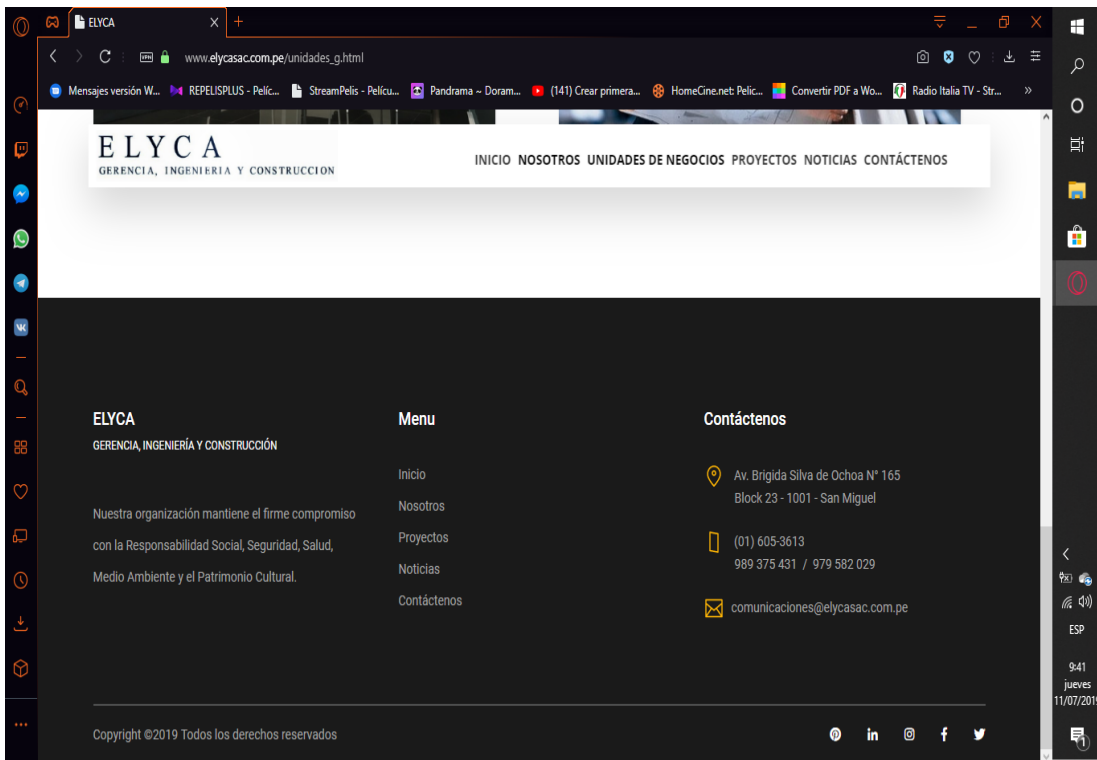 ELYCA
www.elycasac.com.pe/unidades_g.html
Mensajes versión W... REPELISPLUS - Pelíc... StreamPelis - Pelícu... Pandrama ~ Doram... (141) Crear primera... HomeCine.net: Pelic... Convertir PDF a Wo... Radio Italia TV - Str... »
ELYCA
GERENCIA, INGENIERIA Y CONSTRUCCION
INICIO NOSOTROS UNIDADES DE NEGOCIOS PROYECTOS NOTICIAS CONTÁCTENOS
ELYCA
GERENCIA, INGENIERÍA Y CONSTRUCCIÓN
Nuestra organización mantiene el firme compromiso
con la Responsabilidad Social, Seguridad, Salud,
Medio Ambiente y el Patrimonio Cultural.
Menu
Inicio
Nosotros
Proyectos
Noticias
Contáctenos
Contáctenos
Av. Brigida Silva de Ochoa N° 165
Block 23 - 1001 - San Miguel
(01) 605-3613
989 375 431 / 979 582 029
comunicaciones@elycasac.com.pe
Copyright ©2019 Todos los derechos reservados
ESP
9:41
jueves
11/07/2019
1